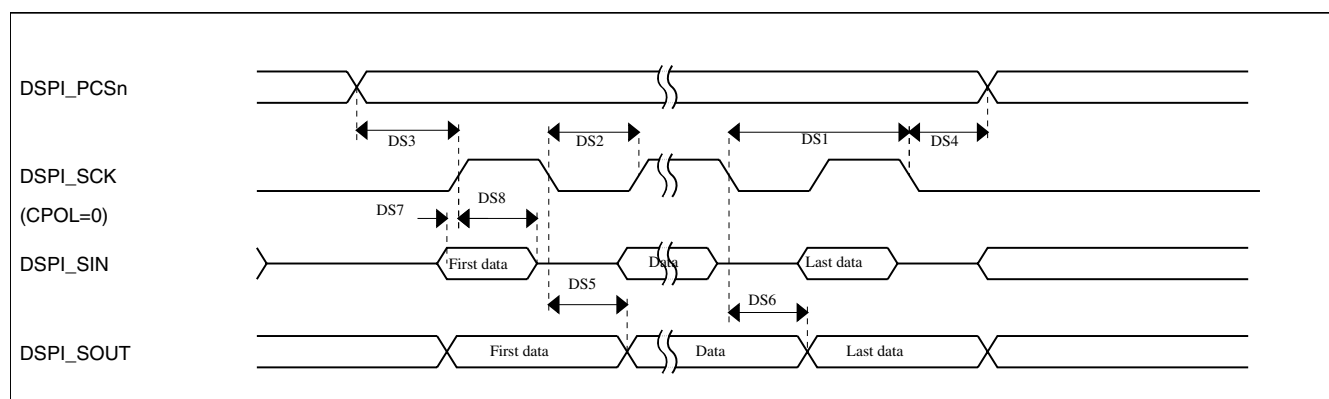 DSPI_PCSn
DS3
DS2
DS1
DS4
DSPI_SCK
(CPOL=0)
DS7
DS8
DSPI_SIN
First data
Data
Last data
DS5
DS6
DSPI_SOUT
First data
Data
Last data